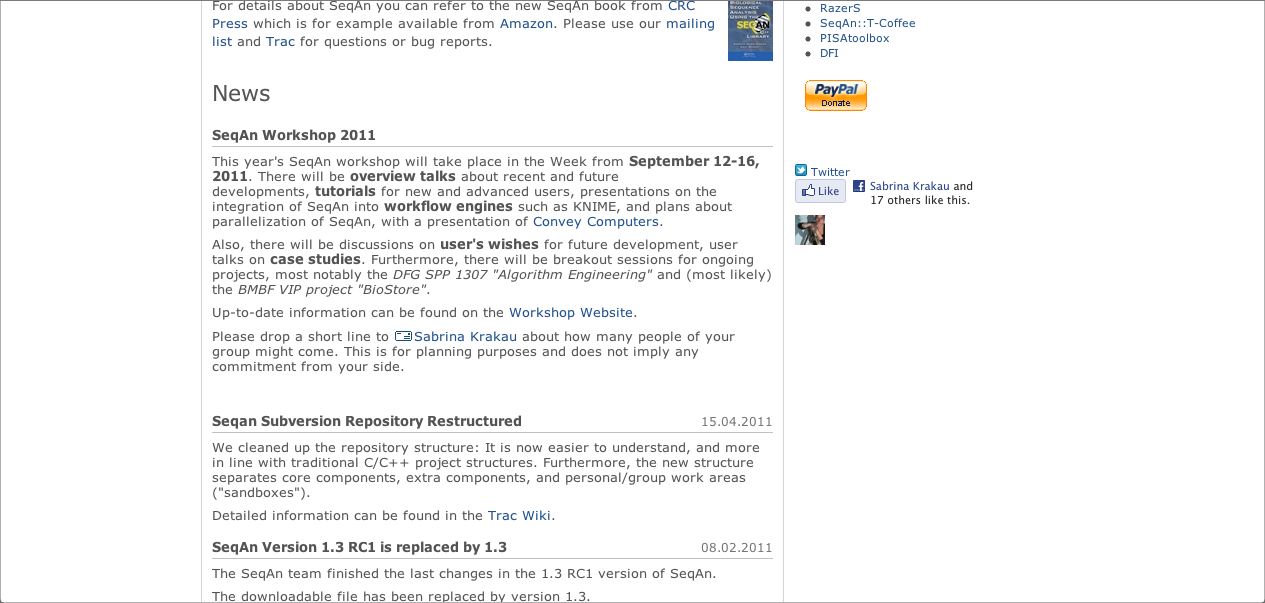 For details about SeqAn you can refer to the new SeqAn book from CRC
Press which is for example available from Amazon. Please use our mailing
list and Trac for questions or bug reports.
BIOLOGICAL
SEQUENCE
ANALYSIS
USING THE
SEQAN
C++
LIBRARY
News
SeqAn Workshop 2011
This year's SeqAn workshop will take place in the Week from September 12-16,
2011. There will be overview talks about recent and future
developments, tutorials for new and advanced users, presentations on the
integration of SeqAn into workflow engines such as KNIME, and plans about
parallelization of SeqAn, with a presentation of Convey Computers.
Also, there will be discussions on user's wishes for future development, user
talks on case studies. Furthermore, there will be breakout sessions for ongoing
projects, most notably the DFG SPP 1307 "Algorithm Engineering" and (most likely)
the BMBF VIP project "BioStore".
Up-to-date information can be found on the Workshop Website.
Please drop a short line to Sabrina Krakau about how many people of your
group might come. This is for planning purposes and does not imply any
commitment from your side.
Seqan Subversion Repository Restructured 15.04.2011
We cleaned up the repository structure: It is now easier to understand, and more
in line with traditional C/C++ project structures. Furthermore, the new structure
separates core components, extra components, and personal/group work areas
("sandboxes").
Detailed information can be found in the Trac Wiki.
SeqAn Version 1.3 RC1 is replaced by 1.3 08.02.2011
The SeqAn team finished the last changes in the 1.3 RC1 version of SeqAn.
The downloadable file has been replaced by version 1.3.
RazerS
SeqAn::T-Coffee
PISAtoolbox
DFI
PayPal
Donate
Twitter
Like
Sabrina Krakau and
17 others like this.